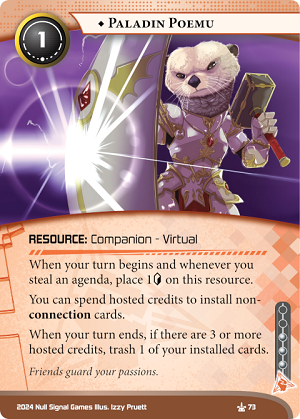 ◆ Paladin Poemu
1
RESOURCE: Companion - Virtual
When your turn begins and whenever you
steal an agenda, place 1 on this resource.
You can spend hosted credits to install non-
connection cards.
When your turn ends, if there are 3 or more
hosted credits, trash 1 of your installed cards.
Friends guard your passions.
2024 Null Signal Games Illus. Izzy Pruett
73